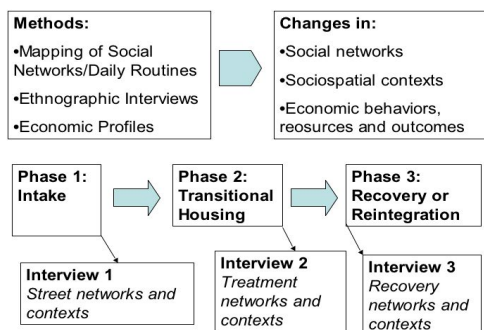 Methods:
•Mapping of Social
Networks/Daily Routines
•Ethnographic Interviews
•Economic Profiles
Changes in:
•Social networks
•Sociospatial contexts
•Economic behaviors,
reosurces and outcomes
Phase 1:
Intake
Phase 2:
Transitional
Housing
Phase 3:
Recovery or
Reintegration
Interview 1
Street networks and
contexts
Interview 2
Treatment
networks and
contexts
Interview 3
Recovery
networks and
contexts